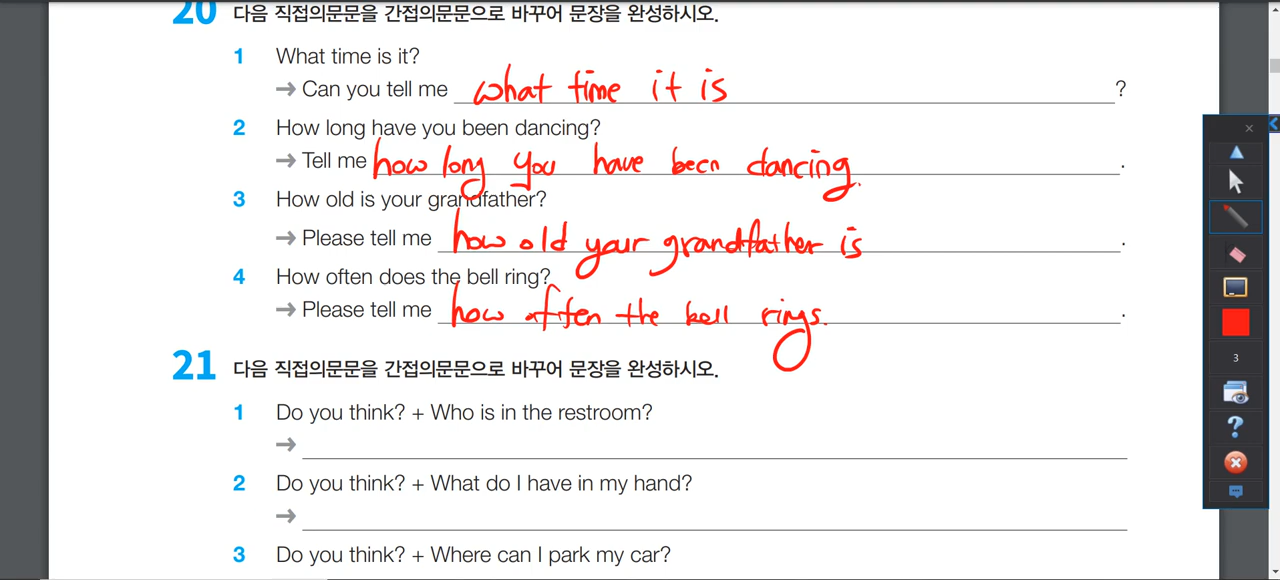 20 다음 직접의문문을 간접의문문으로 바꾸어 문장을 완성하시오.
1 What time is it?
→ Can you tell me what time it is ?
2 How long have you been dancing?
→ Tell me how long you have been dancing. .
3 How old is your grandfather?
→ Please tell me how old your grandfather is .
4 How often does the bell ring?
→ Please tell me how often the bell rings. .
21 다음 직접의문문을 간접의문문으로 바꾸어 문장을 완성하시오.
1 Do you think? + Who is in the restroom?
→
2 Do you think? + What do I have in my hand?
→
3 Do you think? + Where can I park my car?
3